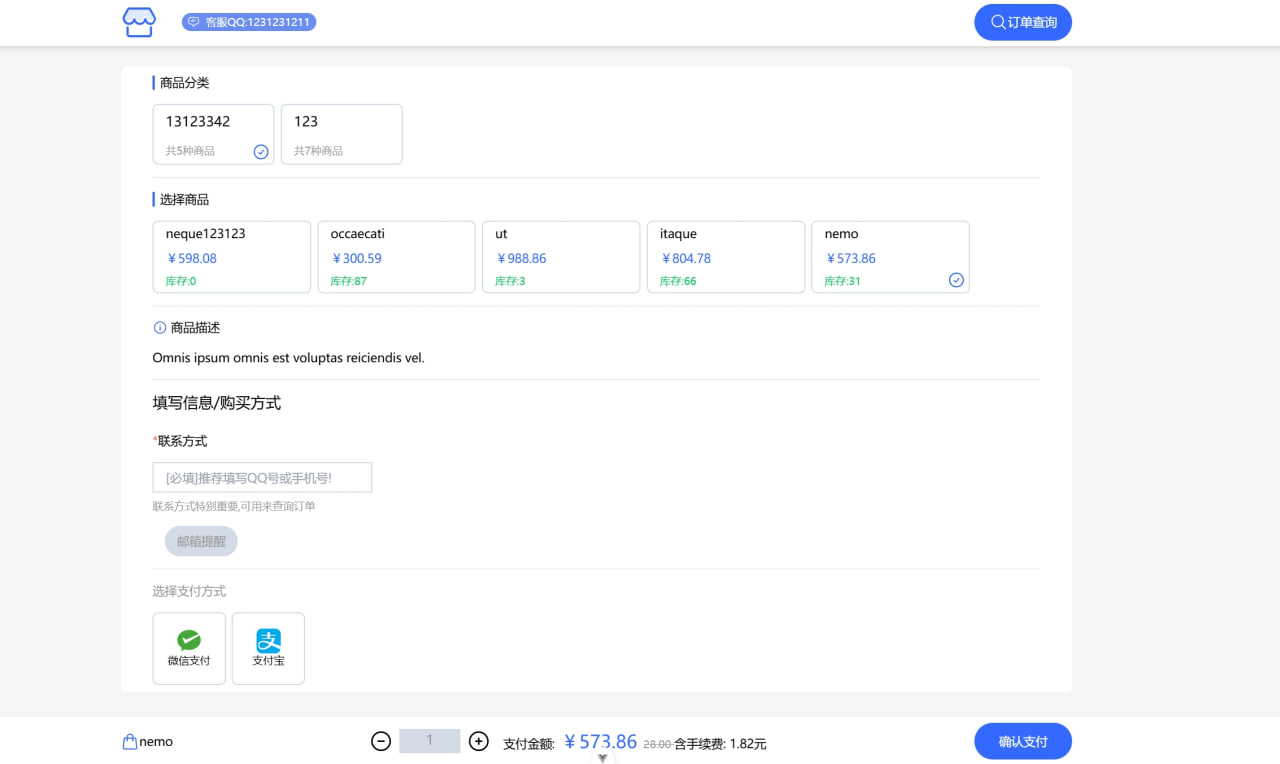 客服QQ:1231231211
订单查询
商品分类
13123342
共5种商品
123
共7种商品
选择商品
neque123123
￥598.08
库存:0
occaecati
￥300.59
库存:87
ut
￥988.86
库存:3
itaque
￥804.78
库存:66
nemo
￥573.86
库存:31
商品描述
Omnis ipsum omnis est voluptas reiciendis vel.
填写信息/购买方式
*联系方式
[必填]推荐填写QQ号或手机号!
联系方式特别重要,可用来查询订单
邮箱提醒
选择支付方式
微信支付
支付宝
nemo
1
支付金额: ￥573.86 28.00 含手续费: 1.82元
确认支付